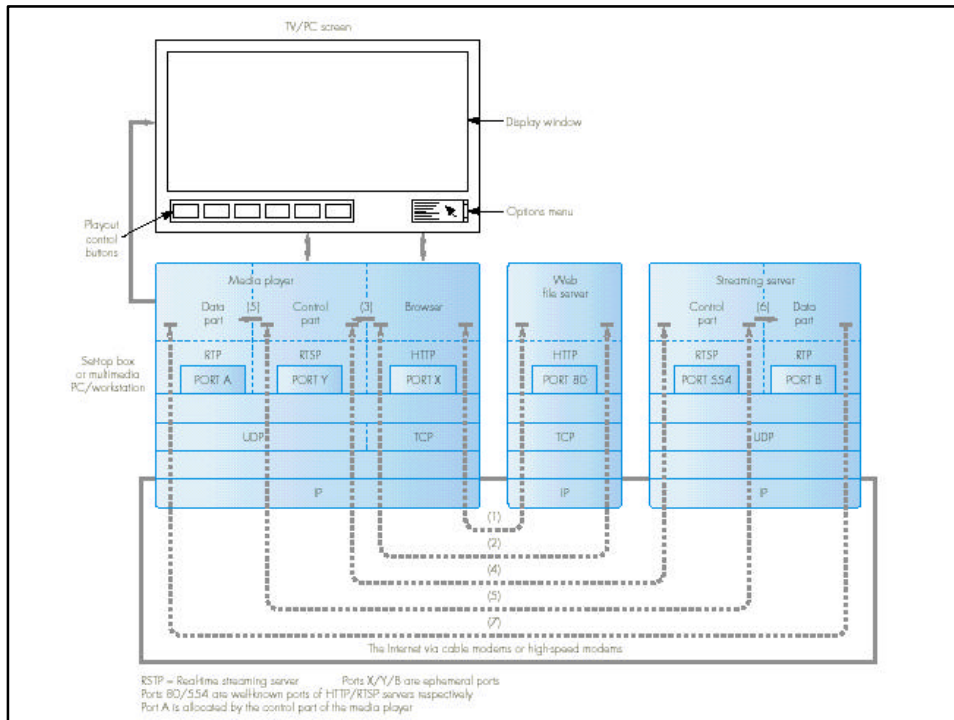 TV/PC screen
Display window
Options menu
Playout
control
buttons
Media player
Web
file server
Streaming server
Data
part
(5)
Control
part
(3)
Browser
Control
part
(6)
Data
part
Set-top box
or multimedia
PC/workstation
RTP
RTSP
HTTP
HTTP
RTSP
RTP
PORT A
PORT Y
PORT X
PORT 80
PORT 554
PORT B
UDP
TCP
TCP
UDP
IP
IP
IP
(1)
(2)
(4)
(5)
(7)
The Internet via cable modems or high-speed modems
RSTP = Real-time streaming server Ports X/Y/B are ephemeral ports
Ports 80/554 are well-known ports of HTTP/RTSP servers respectively
Port A is allocated by the control part of the media player